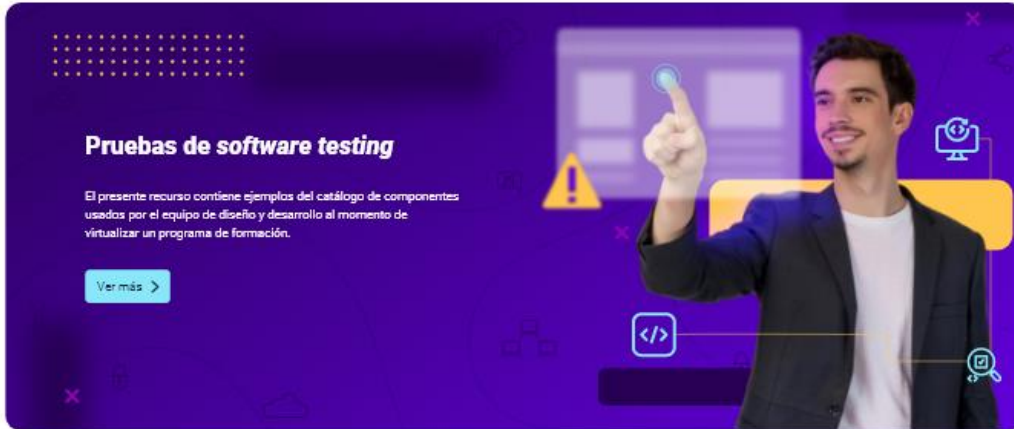 Pruebas de software testing
El presente recurso contiene ejemplos del catálogo de componentes
usados por el equipo de diseño y desarrollo al momento de
virtualizar un programa de formación.
Ver más